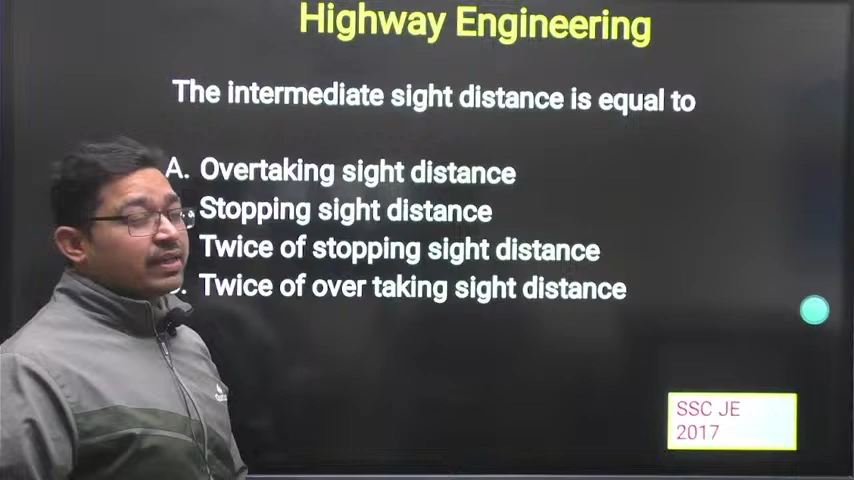 Highway Engineering
The intermediate sight distance is equal to
A. Overtaking sight distance
Stopping sight distance
Twice of stopping sight distance
Twice of over taking sight distance
SSC JE
2017